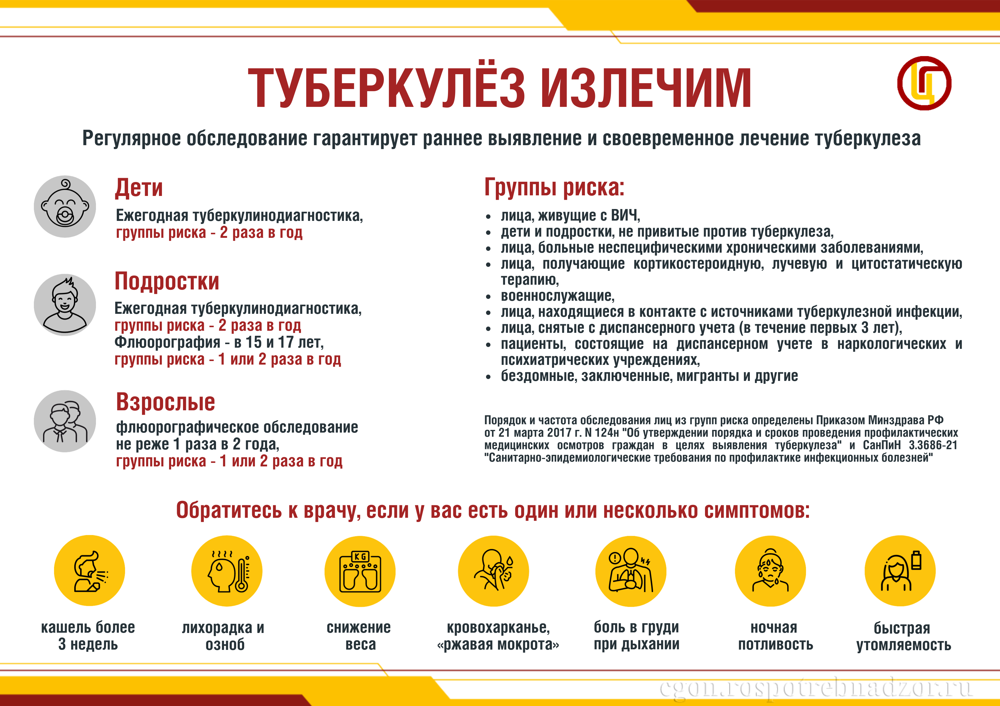 ТУБЕРКУЛЁЗ ИЗЛЕЧИМ
Регулярное обследование гарантирует раннее выявление и своевременное лечение туберкулеза
Дети
Ежегодная туберкулинодиагностика,
группы риска - 2 раза в год
Подростки
Ежегодная туберкулинодиагностика,
группы риска - 2 раза в год
Флюорография - в 15 и 17 лет,
группы риска - 1 или 2 раза в год
Взрослые
флюорографическое обследование
не реже 1 раза в 2 года,
группы риска - 1 или 2 раза в год
Группы риска:
• лица, живущие с ВИЧ,
• дети и подростки, не привитые против туберкулеза,
• лица, больные неспецифическими хроническими заболеваниями,
• лица, получающие кортикостероидную, лучевую и цитостатическую
терапию,
• военнослужащие,
• лица, находящиеся в контакте с источниками туберкулезной инфекции,
• лица, снятые с диспансерного учета (в течение первых 3 лет),
• пациенты, состоящие на диспансерном учете в наркологических и
психиатрических учреждениях,
• бездомные, заключенные, мигранты и другие
Порядок и частота обследования лиц из групп риска определены Приказом Минздрава РФ
от 21 марта 2017 г. N 124н "Об утверждении порядка и сроков проведения профилактических
медицинских осмотров граждан в целях выявления туберкулеза" и СанПиН 3.3686-21
"Санитарно-эпидемиологические требования по профилактике инфекционных болезней"
Обратитесь к врачу, если у вас есть один или несколько симптомов:
кашель более
3 недель
лихорадка и
озноб
KG
снижение
веса
кровохарканье,
«ржавая мокрота»
боль в груди
при дыхании
ночная
потливость
быстрая
утомляемость
cgon.rospotrebnadzor.ru